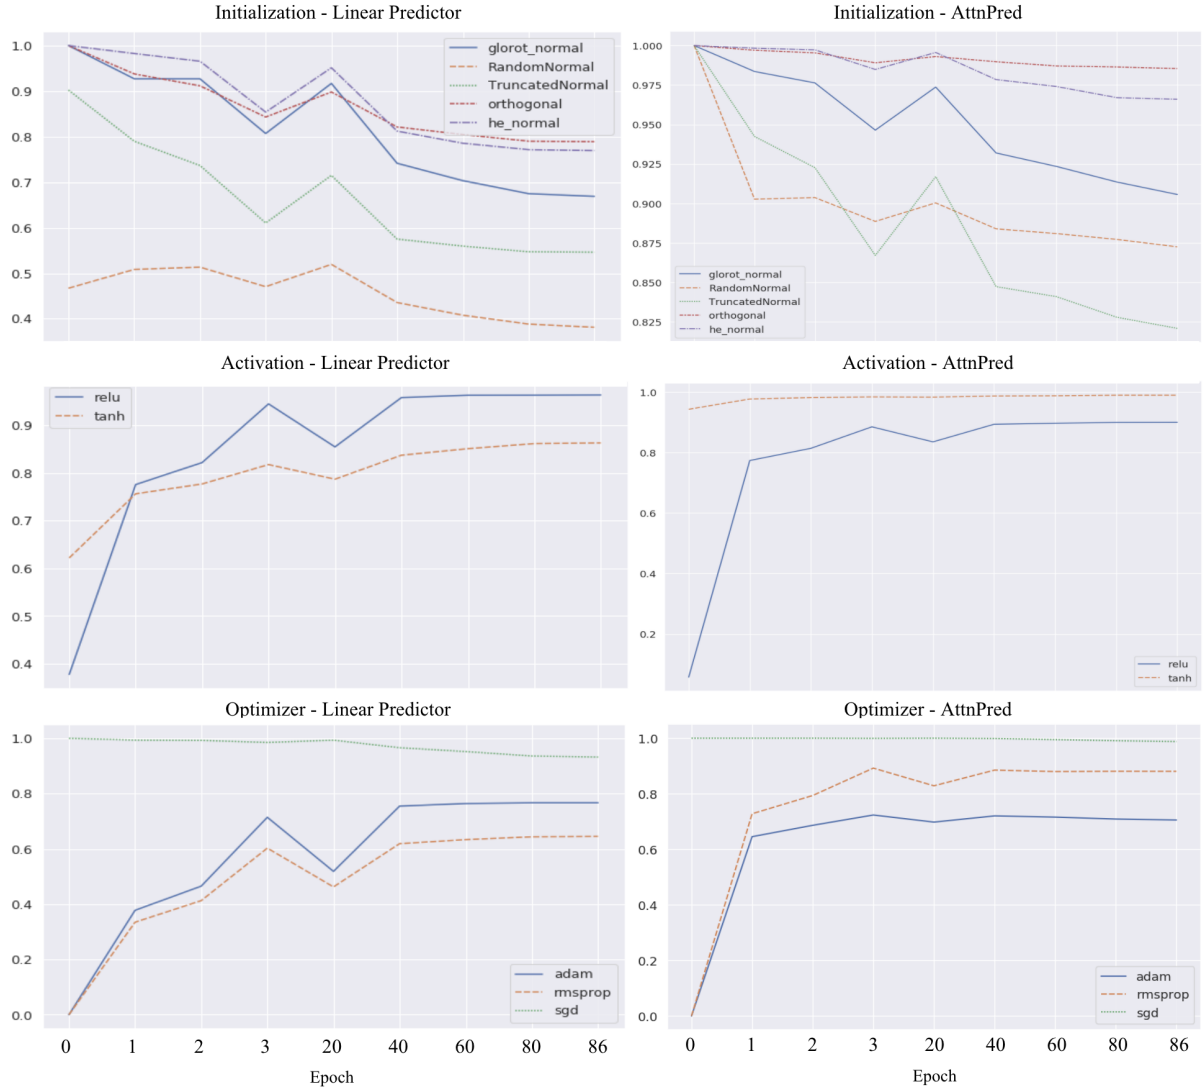 Initialization - Linear Predictor
1.0
0.9
0.8
0.7
0.6
0.5
0.4
glorot_normal
RandomNormal
TruncatedNormal
orthogonal
he_normal
Initialization - AttnPred
1.000
0.975
0.950
0.925
0.900
0.875
0.850
0.825
glorot_normal
RandomNormal
TruncatedNormal
orthogonal
he_normal
Activation - Linear Predictor
relu
tanh
0.9
0.8
0.7
0.6
0.5
0.4
Activation - AttnPred
1.0
0.8
0.6
0.4
0.2
relu
tanh
Optimizer - Linear Predictor
1.0
0.8
0.6
0.4
0.2
0.0
adam
rmsprop
sgd
0 1 2 3 20 40 60 80 86
Epoch
Optimizer - AttnPred
1.0
0.8
0.6
0.4
0.2
0.0
adam
rmsprop
sgd
0 1 2 3 20 40 60 80 86
Epoch